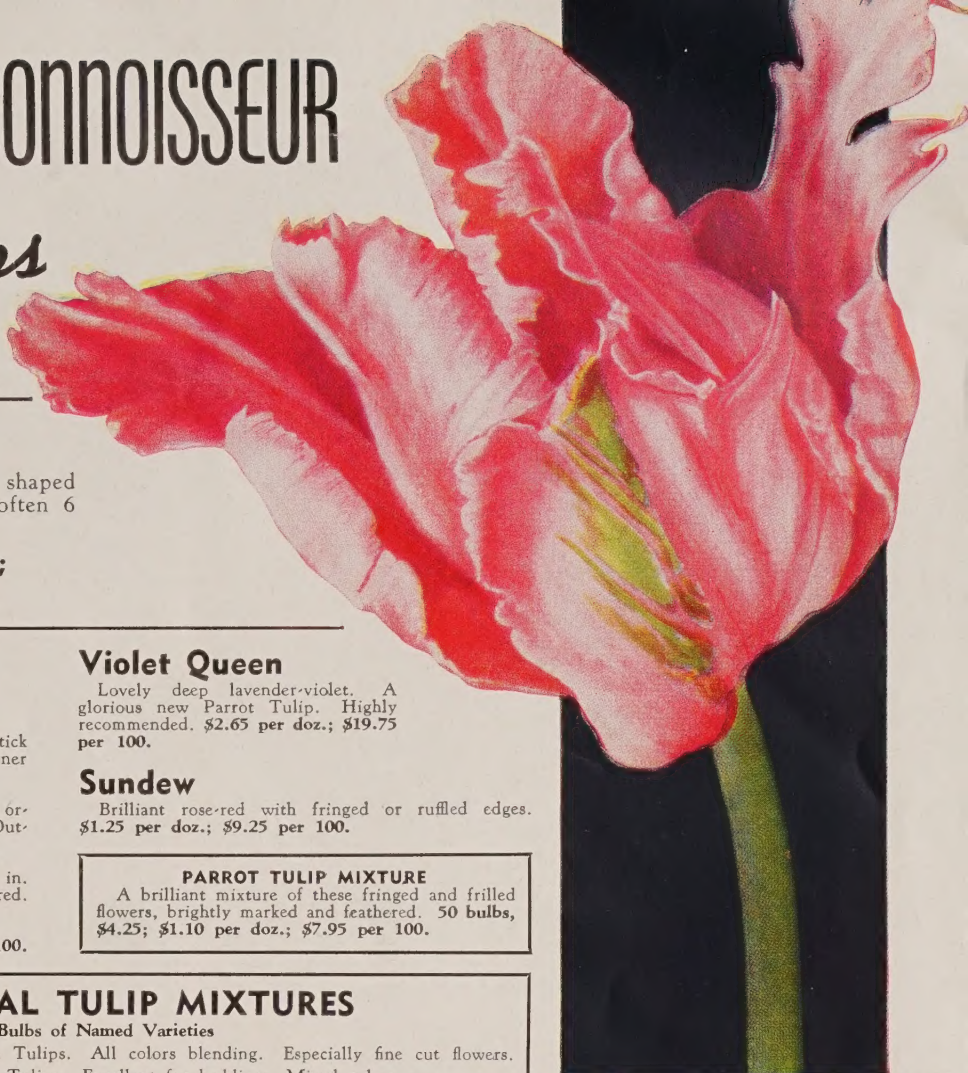 ONNOISSEUR
ps
shaped
often 6
;
Violet Queen
Lovely deep lavender-violet. A
glorious new Parrot Tulip. Highly
recommended. $2.65 per doz.; $19.75
per 100.
tick
ner
Sundew
Brilliant rose-red with fringed or ruffled edges.
$1.25 per doz.; $9.25 per 100.
or-
Out-
in.
red.
00.
PARROT TULIP MIXTURE
A brilliant mixture of these fringed and frilled
flowers, brightly marked and feathered. 50 bulbs,
$4.25; $1.10 per doz.; $7.95 per 100.
AL TULIP MIXTURES
Bulbs of Named Varieties
Tulips. All colors blending. Especially fine cut flowers.